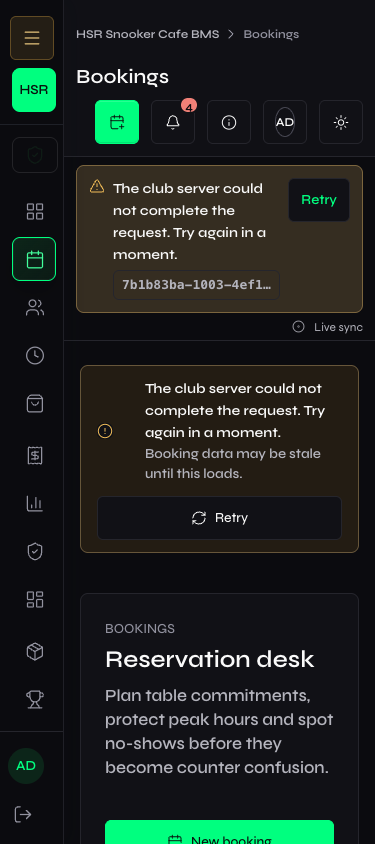 HSR
HSR Snooker Cafe BMS > Bookings
Bookings
4
AD
The club server could
not complete the
request. Try again in a
moment.
Retry
7b1b83ba-1003-4ef1…
Live sync
The club server could not
complete the request. Try
again in a moment.
Booking data may be stale
until this loads.
Retry
BOOKINGS
Reservation desk
Plan table commitments,
protect peak hours and spot
no-shows before they
become counter confusion.
New booking
AD